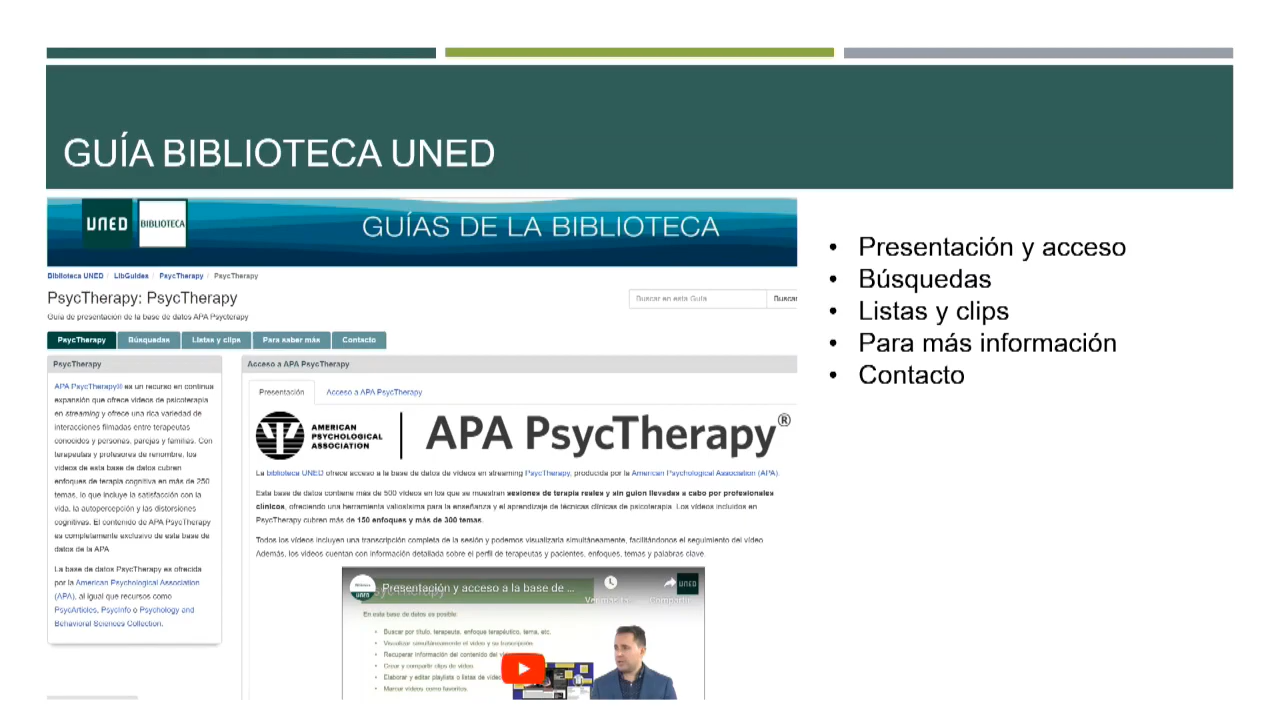 GUÍA BIBLIOTECA UNED
UNED
BIBLIOTECA
GUÍAS DE LA BIBLIOTECA
Biblioteca UNED / LibGuides / PsycTherapy / PsycTherapy
PsycTherapy: PsycTherapy
Guía de presentación de la base de datos APA Psycterapy
Buscar en esta Guía
Buscar
PsycTherapy
Búsquedas
Listas y clips
Para saber más
Contacto
PsycTherapy
APA PsycTherapy® es un recurso en continua
expansión que ofrece vídeos de psicoterapia
en streaming y ofrece una rica variedad de
interacciones filmadas entre terapeutas
conocidos y personas, parejas y familias. Con
terapeutas y profesores de renombre, los
vídeos de esta base de datos cubren
enfoques de terapia cognitiva en más de 250
temas, lo que incluye la satisfacción con la
vida, la autopercepción y las distorsiones
cognitivas. El contenido de APA PsycTherapy
es completamente exclusivo de esta base de
datos de la APA
La base de datos PsycTherapy es ofrecida
por la American Psychological Association
(APA), al igual que recursos como
PsycArticles, PsycInfo o Psychology and
Behavioral Sciences Collection.
Acceso a APA PsycTherapy
Presentación
Acceso a APA PsycTherapy
AMERICAN
PSYCHOLOGICAL
ASSOCIATION
APA PsycTherapy®
La biblioteca UNED ofrece acceso a la base de datos de vídeos en streaming PsycTherapy, producida por la American Psychological Association (APA).
Esta base de datos contiene más de 500 vídeos en los que se muestran sesiones de terapia reales y sin guion llevadas a cabo por profesionales
clínicos, ofreciendo una herramienta valiosísima para la enseñanza y el aprendizaje de técnicas clínicas de psicoterapia. Los vídeos incluidos en
PsycTherapy cubren más de 150 enfoques y más de 300 temas.
Todos los vídeos incluyen una transcripción completa de la sesión y podemos visualizarla simultáneamente, facilitándonos el seguimiento del vídeo
Además, los vídeos cuentan con información detallada sobre el perfil de terapeutas y pacientes, enfoques, temas y palabras clave.
Presentación y acceso a la base de ...
UNED
En esta base de datos es posible:
• Buscar por título, terapeuta, enfoque terapéutico, tema, etc.
• Visualizar simultáneamente el vídeo y su transcripción
• Recuperar información del contenido del
• Crear y compartir clips de vídeo
• Elaborar y editar playlists o listas de
• Marcar vídeos como favoritos
• Presentación y acceso
• Búsquedas
• Listas y clips
• Para más información
• Contacto